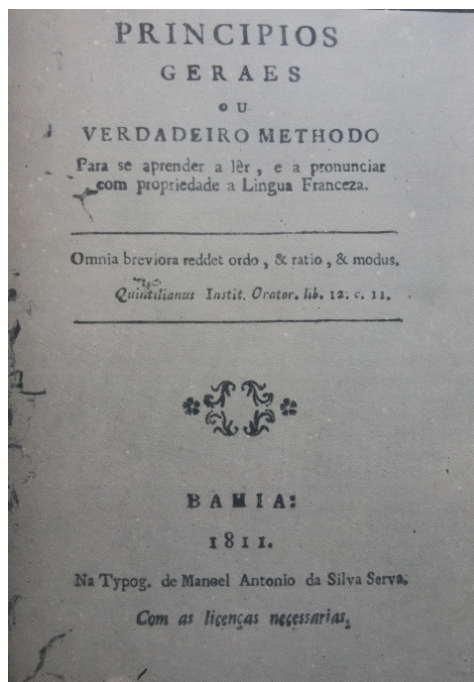 PRINCIPIOS
GERAES
OU
VERDADEIRO METHODO
Para se aprender a lêr, e a pronunciar
com propriedade a Lingua Franceza.
Omnia breviora reddet ordo, & ratio, & modus.
Quintilianus Instit. Orator. lib. 12. c. 11.
BAHIA:
1811.
Na Typog. de Manoel Antonio da Silva Serva.
Com as licenças necessarias.